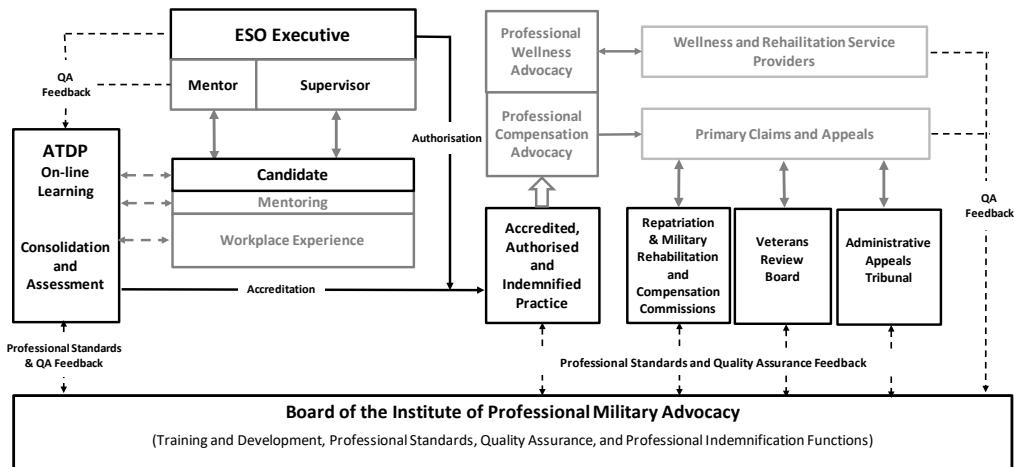 ESO Executive
Mentor
Supervisor
QA
Feedback
ATDP
On-line
Learning
Consolidation
and
Assessment
Candidate
Mentoring
Workplace Experience
Authorisation
Accreditation
Professional
Wellness
Advocacy
Professional
Compensation
Advocacy
Wellness and Rehailitation Service
Providers
Primary Claims and Appeals
Accredited,
Authorised
and
Indemnified
Practice
Repatriation
& Military
Rehabilitation
and
Compensation
Commissions
Veterans
Review
Board
Administrative
Appeals
Tribunal
QA
Feedback
Professional Standards
& QA Feedback
Professional Standards and Quality Assurance Feedback
Board of the Institute of Professional Military Advocacy
(Training and Development, Professional Standards, Quality Assurance, and Professional Indemnification Functions)